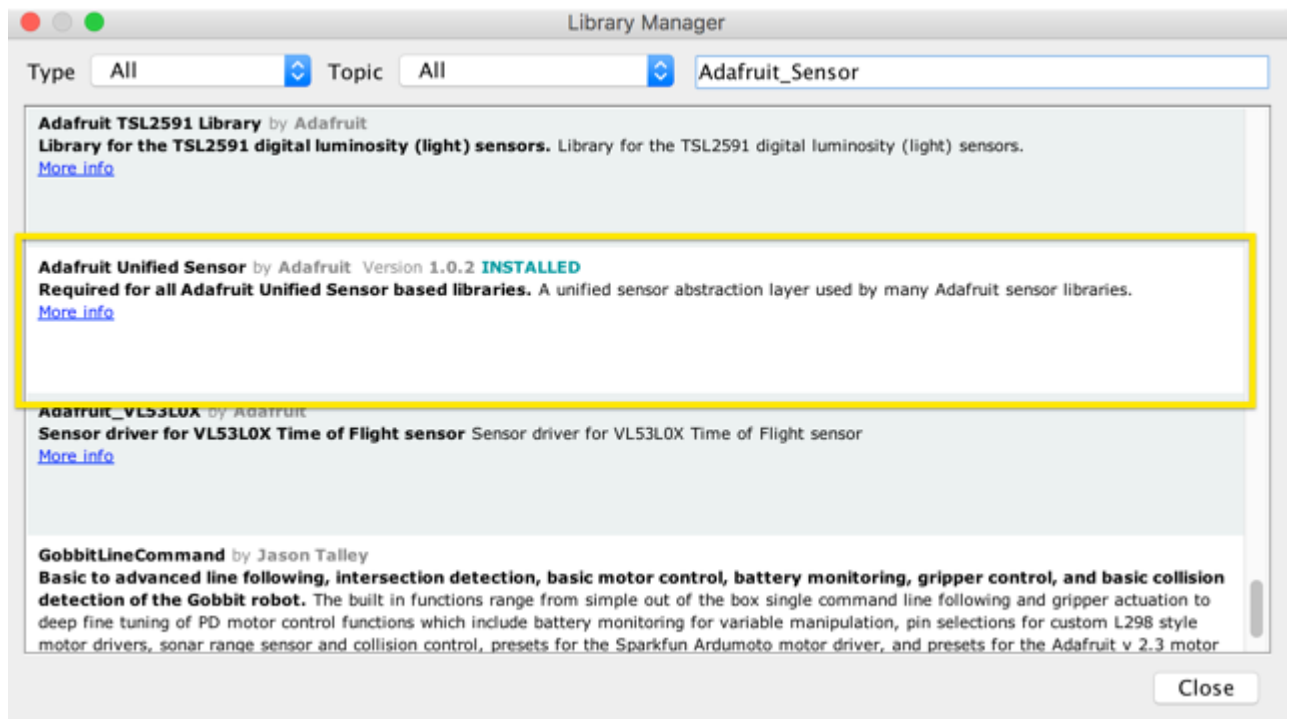 Library Manager
Type All Topic All Adafruit_Sensor
Adafruit TSL2591 Library by Adafruit
Library for the TSL2591 digital luminosity (light) sensors. Library for the TSL2591 digital luminosity (light) sensors.
More info
Adafruit Unified Sensor by Adafruit Version 1.0.2 INSTALLED
Required for all Adafruit Unified Sensor based libraries. A unified sensor abstraction layer used by many Adafruit sensor libraries.
More info
Adafruit_VL53L0X by Adafruit
Sensor driver for VL53L0X Time of Flight sensor Sensor driver for VL53L0X Time of Flight sensor
More info
GobbitLineCommand by Jason Talley
Basic to advanced line following, intersection detection, basic motor control, battery monitoring, gripper control, and basic collision
detection of the Gobbit robot. The built in functions range from simple out of the box single command line following and gripper actuation to
deep fine tuning of PD motor control functions which include battery monitoring for variable manipulation, pin selections for custom L298 style
motor drivers, sonar range sensor and collision control, presets for the Sparkfun Ardumoto motor driver, and presets for the Adafruit v 2.3 motor
Close